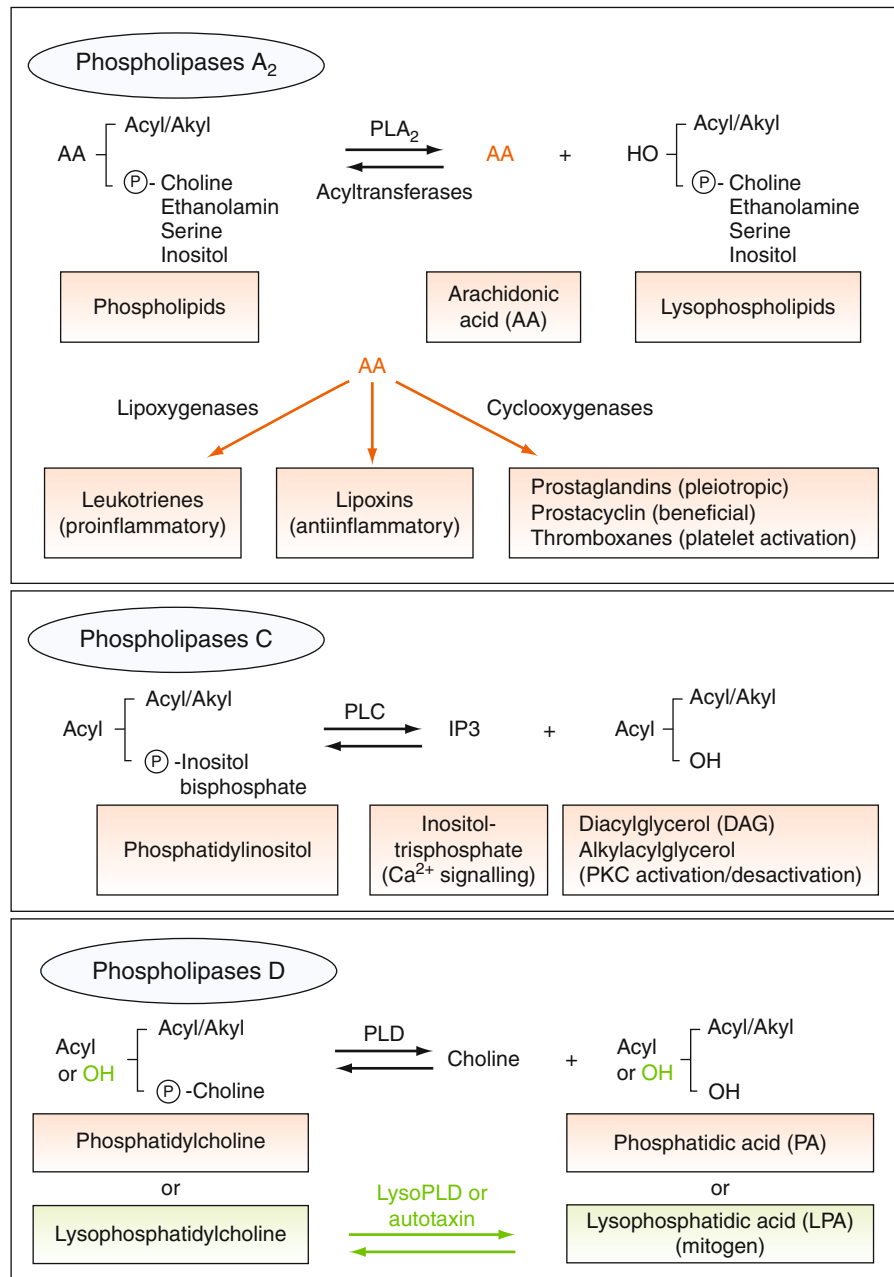 Phospholipases A₂
Acyl/Akyl
AA
Ⓟ- Choline
Ethanolamin
Serine
Inositol
PLA₂
Acyltransferases
AA
+
HO
Acyl/Akyl
Ⓟ- Choline
Ethanolamine
Serine
Inositol
Phospholipids
Arachidonic
acid (AA)
Lysophospholipids
AA
Lipoxygenases
Cyclooxygenases
Leukotrienes
(proinflammatory)
Lipoxins
(antiinflammatory)
Prostaglandins (pleiotropic)
Prostacyclin (beneficial)
Thromboxanes (platelet activation)
Phospholipases C
Acyl/Akyl
Acyl
Ⓟ -Inositol
bisphosphate
PLC
IP3
+
Acyl/Akyl
Acyl
OH
Phosphatidylinositol
Inositol-
trisphosphate
(Ca²⁺ signalling)
Diacylglycerol (DAG)
Alkylacylglycerol
(PKC activation/desactivation)
Phospholipases D
Acyl/Akyl
Acyl
or OH
Ⓟ -Choline
PLD
Choline
+
Acyl/Akyl
Acyl
or OH
OH
Phosphatidylcholine
or
Lysophosphatidylcholine
LysoPLD or
autotaxin
Phosphatidic acid (PA)
or
Lysophosphatidic acid (LPA)
(mitogen)